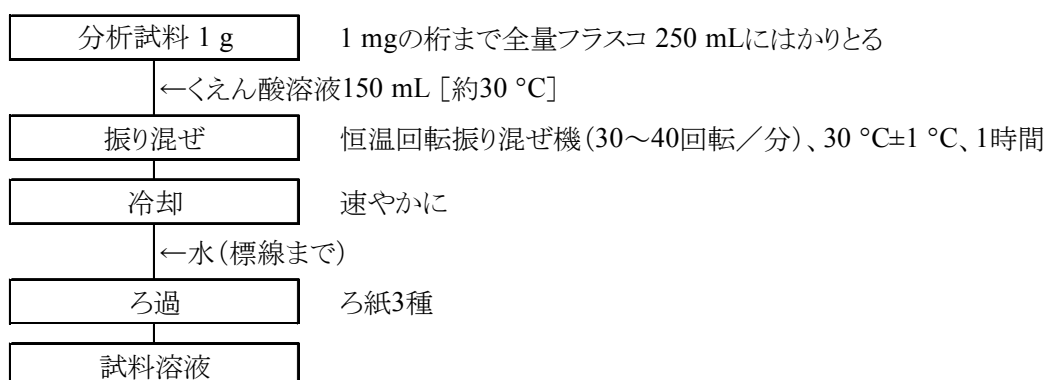 分析試料 1 g　1 mgの桁まで全量フラスコ 250 mLにはかりとる
←くえん酸溶液150 mL［約30 °C］
振り混ぜ　恒温回転振り混ぜ機（30～40回転／分）、30 °C±1 °C、1時間
冷却　速やかに
←水（標線まで）
ろ過　ろ紙3種
試料溶液